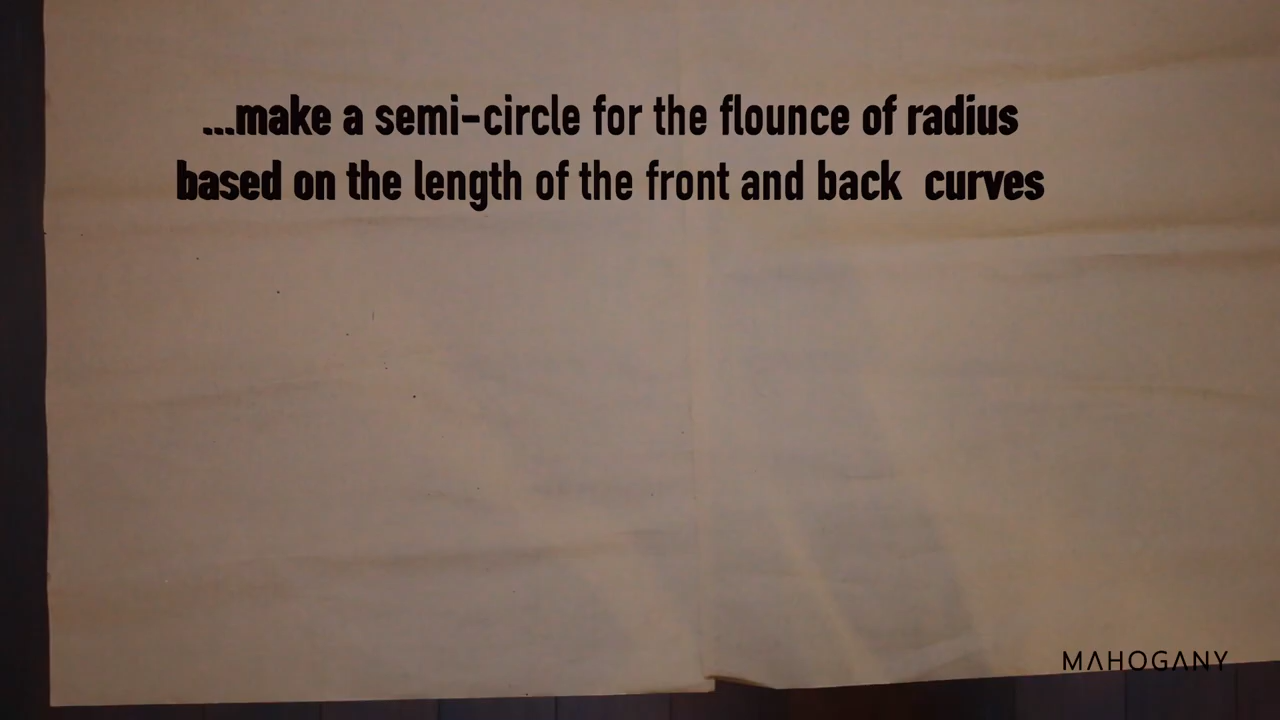 ...make a semi-circle for the flounce of radius
based on the length of the front and back curves
MAHOGANY